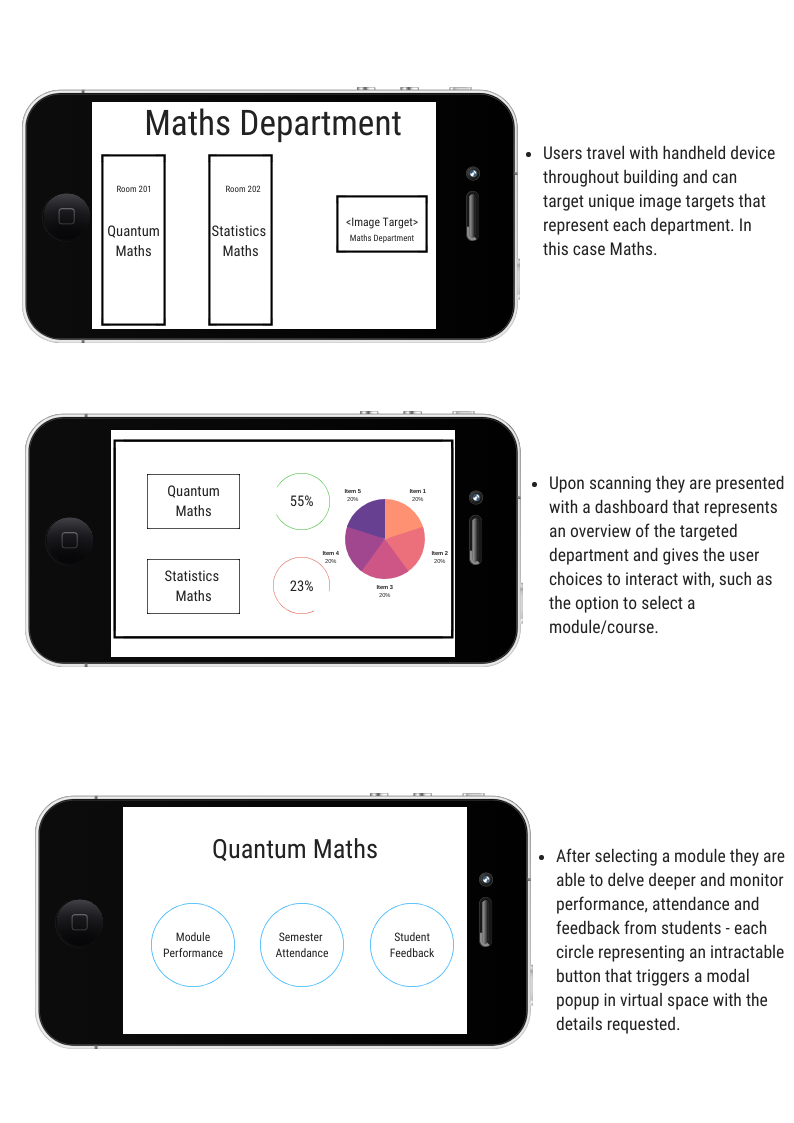 Maths Department
Room 201
Room 202
Quantum
Maths
Statistics
Maths
<Image Target>
Maths Department
• Users travel with handheld device
throughout building and can
target unique image targets that
represent each department. In
this case Maths.
Quantum
Maths
55%
Statistics
Maths
23%
Item 5
20%
Item 1
20%
Item 4
20%
Item 2
20%
Item 3
20%
• Upon scanning they are presented
with a dashboard that represents
an overview of the targeted
department and gives the user
choices to interact with, such as
the option to select a
module/course.
Quantum Maths
Module
Performance
Semester
Attendance
Student
Feedback
• After selecting a module they are
able to delve deeper and monitor
performance, attendance and
feedback from students - each
circle representing an intractable
button that triggers a modal
popup in virtual space with the
details requested.